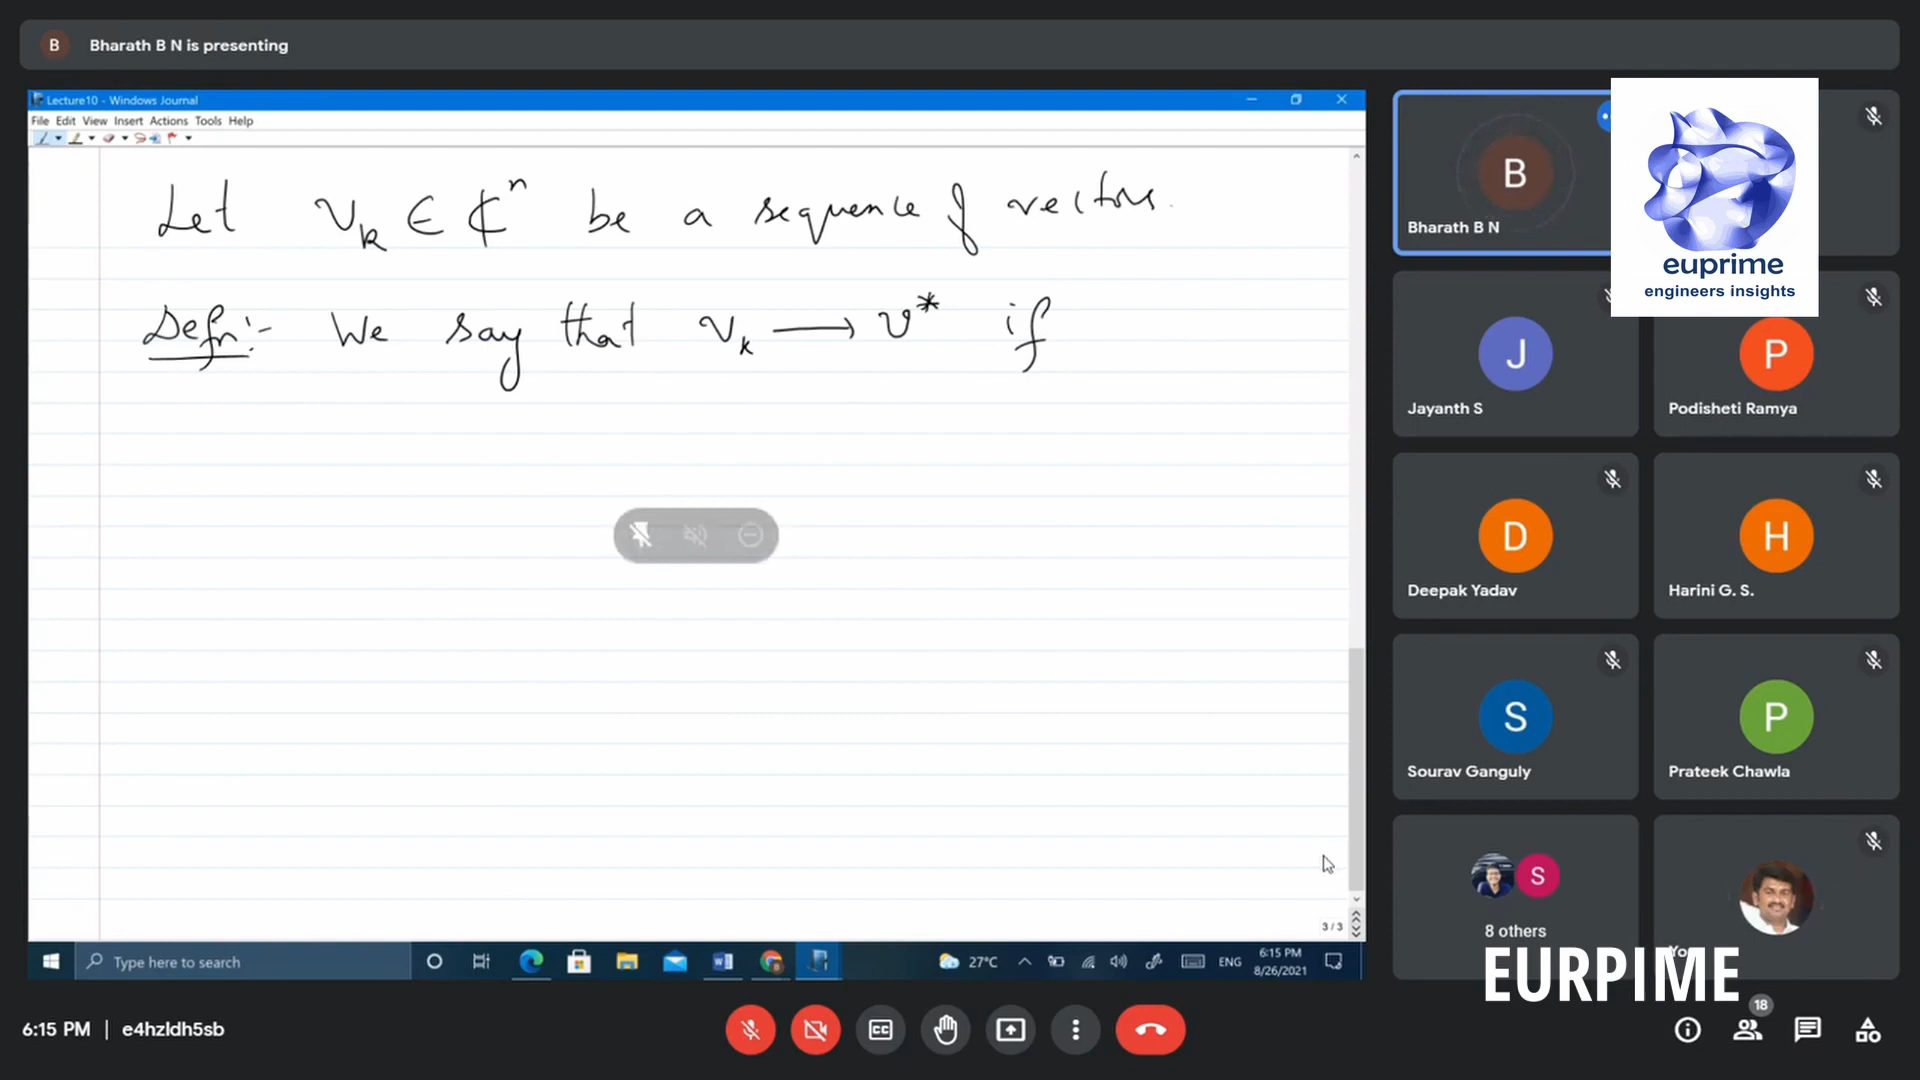 B Bharath B N is presenting
Lecture10 - Windows Journal
File Edit View Insert Actions Tools Help
Let v_k ∈ ₵^n be a sequence of vectors.
Defn:- We say that v_k → v* if
3 / 3
Type here to search
27°C
ENG
6:15 PM
8/26/2021
B
Bharath B N
euprime
engineers insights
J
Jayanth S
P
Podisheti Ramya
D
Deepak Yadav
H
Harini G. S.
S
Sourav Ganguly
P
Prateek Chawla
S
8 others
EURPIME
6:15 PM | e4hzldh5sb
CC
18